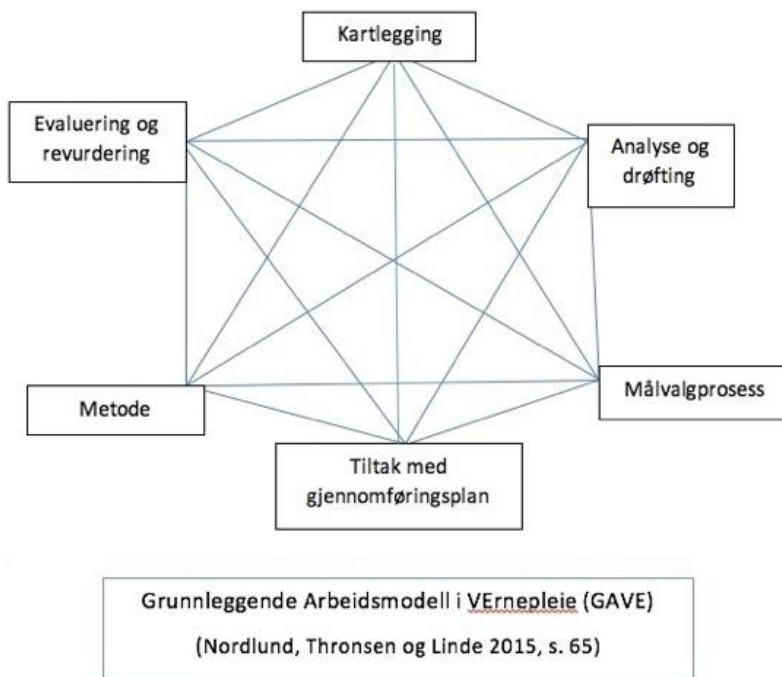 Kartlegging
Evaluering og
revurdering
Analyse og
drøfting
Metode
Målvalgprosess
Tiltak med
gjennomføringsplan
Grunnleggende Arbeidsmodell i VErnepleie (GAVE)
(Nordlund, Thronsen og Linde 2015, s. 65)